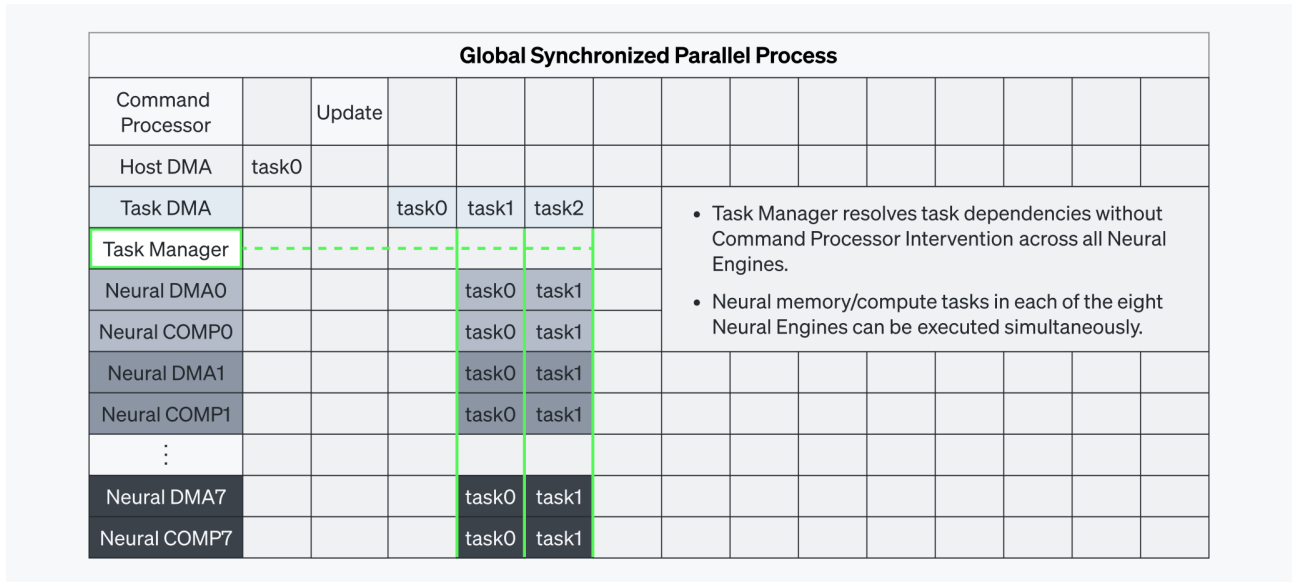 Global Synchronized Parallel Process
Command
Processor
Update
Host DMA task0
Task DMA task0 task1 task2
Task Manager
Neural DMA0 task0 task1
Neural COMP0 task0 task1
Neural DMA1 task0 task1
Neural COMP1 task0 task1
⋮
Neural DMA7 task0 task1
Neural COMP7 task0 task1
• Task Manager resolves task dependencies without
Command Processor Intervention across all Neural
Engines.
• Neural memory/compute tasks in each of the eight
Neural Engines can be executed simultaneously.